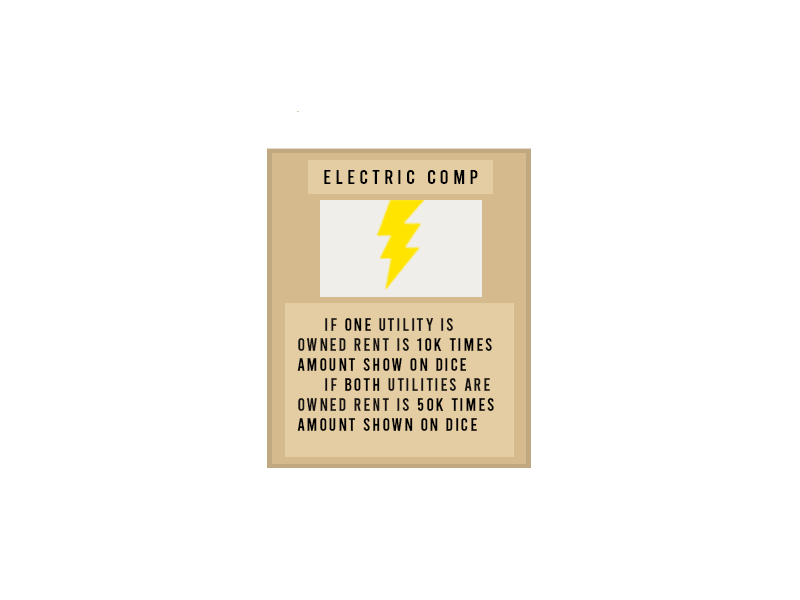 ELECTRIC COMP
IF ONE UTILITY IS
OWNED RENT IS 10K TIMES
AMOUNT SHOW ON DICE
IF BOTH UTILITIES ARE
OWNED RENT IS 50K TIMES
AMOUNT SHOWN ON DICE